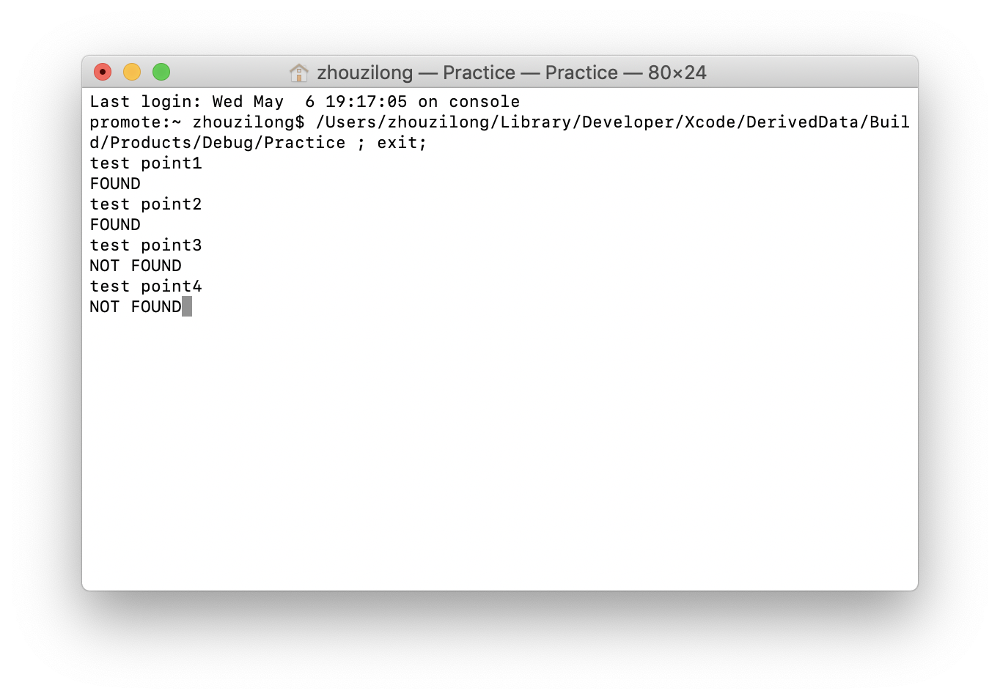 zhouzilong — Practice — Practice — 80×24
Last login: Wed May  6 19:17:05 on console
promote:~ zhouzilong$ /Users/zhouzilong/Library/Developer/Xcode/DerivedData/Buil
d/Products/Debug/Practice ; exit;
test point1
FOUND
test point2
FOUND
test point3
NOT FOUND
test point4
NOT FOUND